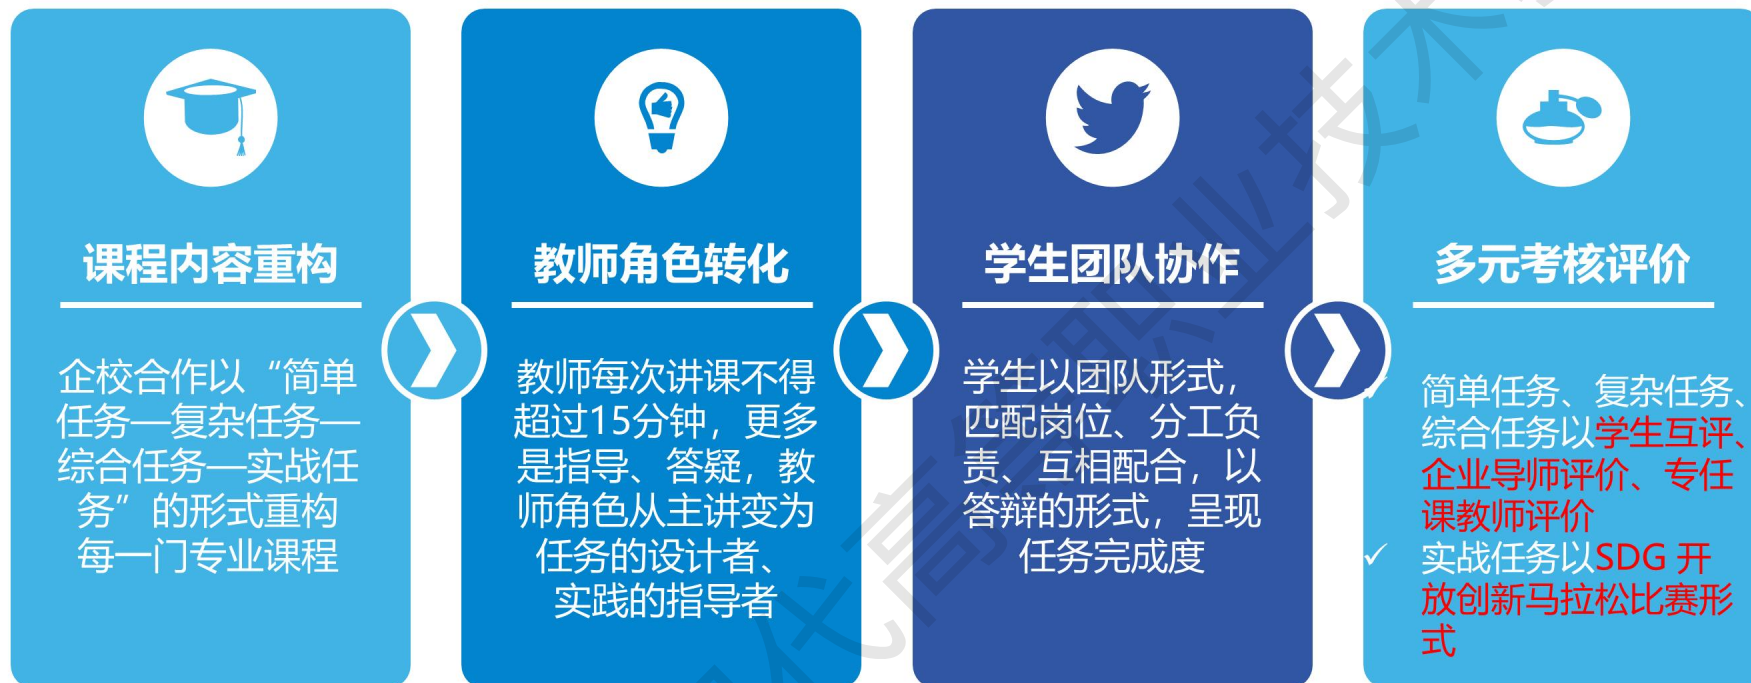 课程内容重构
企校合作以“简单
任务—复杂任务—
综合任务—实战任
务”的形式重构
每一门专业课程
教师角色转化
教师每次讲课不得
超过15分钟，更多
是指导、答疑，教
师角色从主讲变为
任务的设计者、
实践的指导者
学生团队协作
学生以团队形式，
匹配岗位、分工负
责、互相配合，以
答辩的形式，呈现
任务完成度
多元考核评价
✓ 简单任务、复杂任务、
综合任务以学生互评、
企业导师评价、专任
课教师评价
✓ 实战任务以SDG 开
放创新马拉松比赛形
式
代高等职业技术